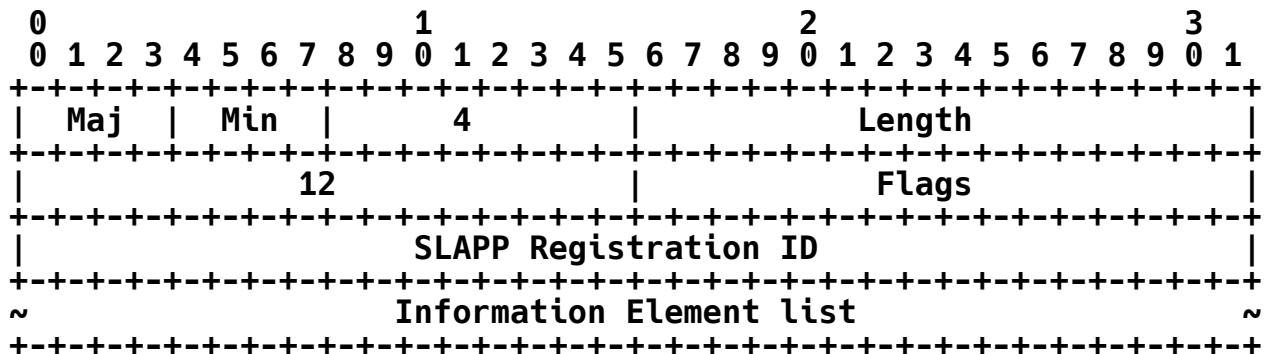 0                   1                   2                   3
 0 1 2 3 4 5 6 7 8 9 0 1 2 3 4 5 6 7 8 9 0 1 2 3 4 5 6 7 8 9 0 1
+-+-+-+-+-+-+-+-+-+-+-+-+-+-+-+-+-+-+-+-+-+-+-+-+-+-+-+-+-+-+-+-+
|  Maj  |  Min  |      4        |           Length              |
+-+-+-+-+-+-+-+-+-+-+-+-+-+-+-+-+-+-+-+-+-+-+-+-+-+-+-+-+-+-+-+-+
|              12               |            Flags              |
+-+-+-+-+-+-+-+-+-+-+-+-+-+-+-+-+-+-+-+-+-+-+-+-+-+-+-+-+-+-+-+-+
|                    SLAPP Registration ID                      |
+-+-+-+-+-+-+-+-+-+-+-+-+-+-+-+-+-+-+-+-+-+-+-+-+-+-+-+-+-+-+-+-+
~                   Information Element list                    ~
+-+-+-+-+-+-+-+-+-+-+-+-+-+-+-+-+-+-+-+-+-+-+-+-+-+-+-+-+-+-+-+-+